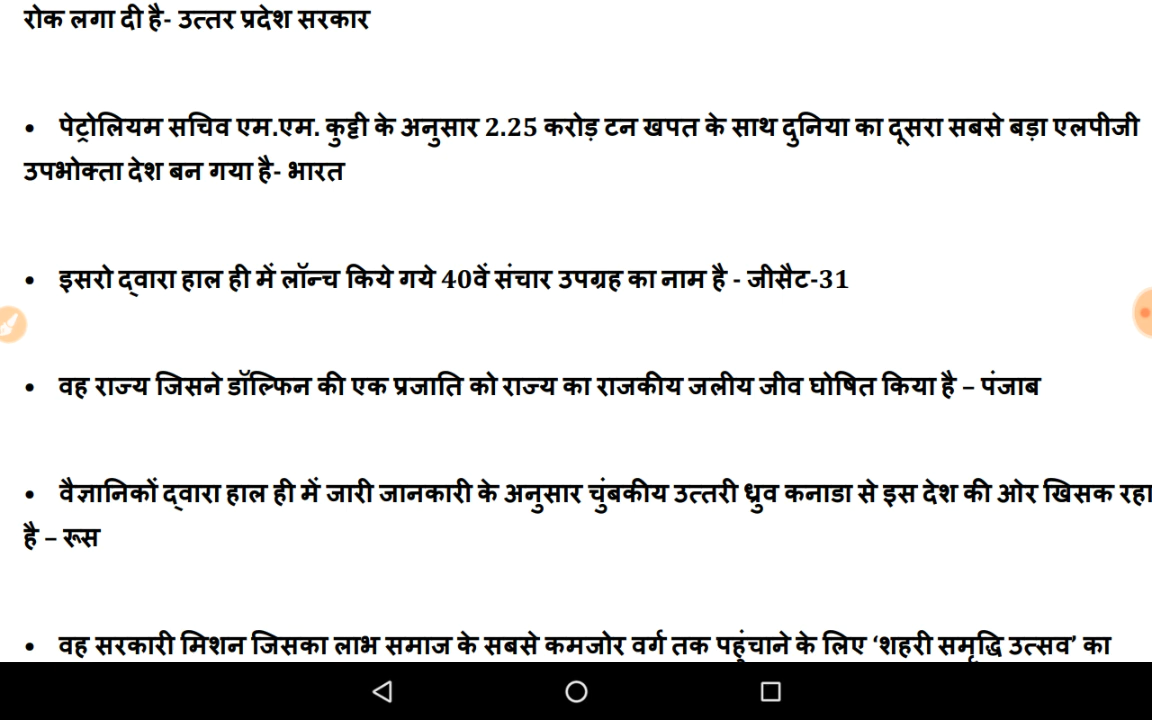 रोक लगा दी है- उत्तर प्रदेश सरकार
• पेट्रोलियम सचिव एम.एम. कुट्टी के अनुसार 2.25 करोड़ टन खपत के साथ दुनिया का दूसरा सबसे बड़ा एलपीजी
उपभोक्ता देश बन गया है- भारत
• इसरो द्वारा हाल ही में लॉन्च किये गये 40वें संचार उपग्रह का नाम है - जीसैट-31
• वह राज्य जिसने डॉल्फिन की एक प्रजाति को राज्य का राजकीय जलीय जीव घोषित किया है – पंजाब
• वैज्ञानिकों द्वारा हाल ही में जारी जानकारी के अनुसार चुंबकीय उत्तरी ध्रुव कनाडा से इस देश की ओर खिसक रहा
है – रूस
• वह सरकारी मिशन जिसका लाभ समाज के सबसे कमजोर वर्ग तक पहुंचाने के लिए ‘शहरी समृद्धि उत्सव’ का